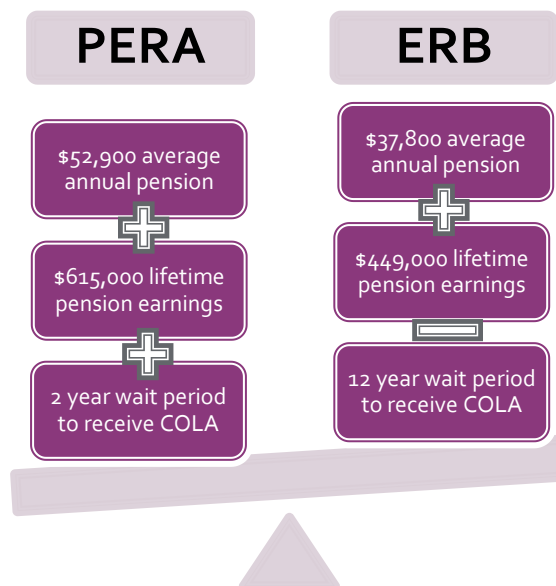 PERA
$52,900 average
annual pension
$615,000 lifetime
pension earnings
2 year wait period
to receive COLA
ERB
$37,800 average
annual pension
$449,000 lifetime
pension earnings
12 year wait period
to receive COLA